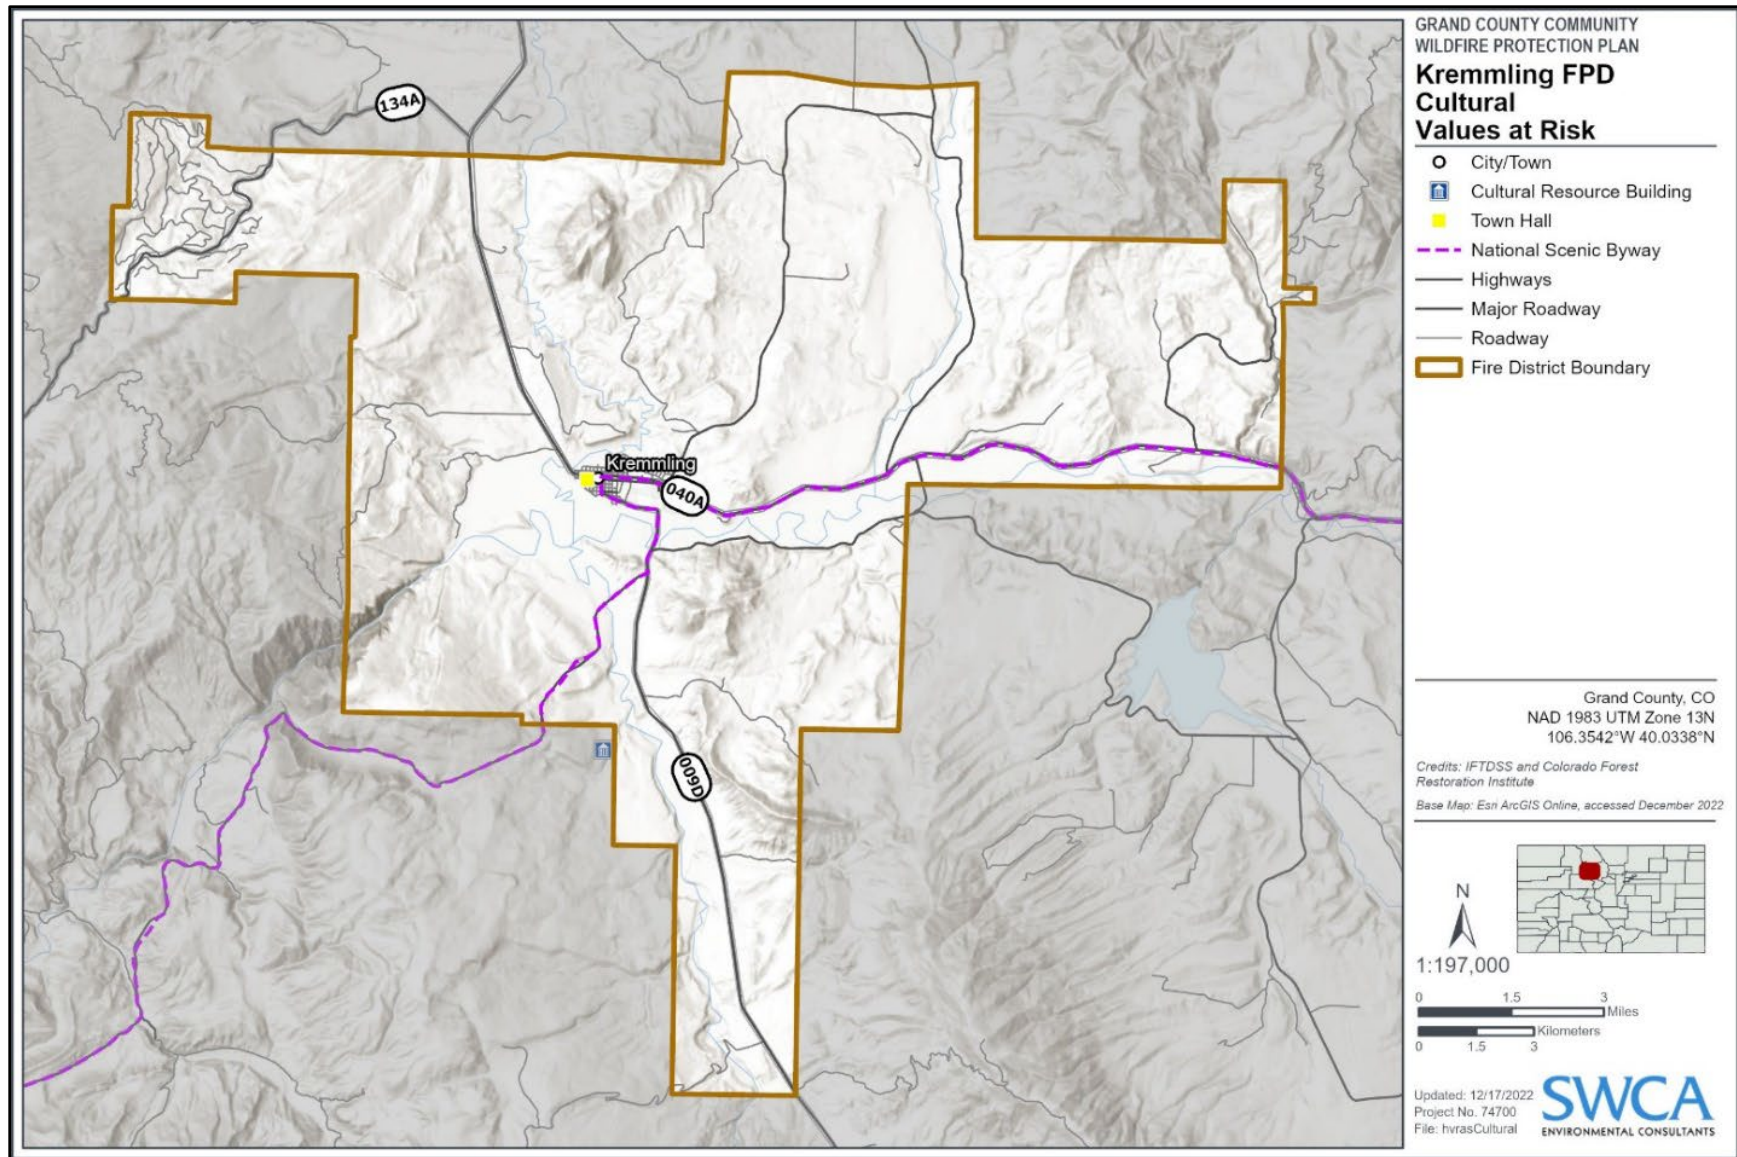 GRAND COUNTY COMMUNITY
WILDFIRE PROTECTION PLAN
Kremmling FPD
Cultural
Values at Risk
City/Town
Cultural Resource Building
Town Hall
National Scenic Byway
Highways
Major Roadway
Roadway
Fire District Boundary
134A
Kremmling
040A
009D
Grand County, CO
NAD 1983 UTM Zone 13N
106.3542°W 40.0338°N
Credits: IFTDSS and Colorado Forest
Restoration Institute
Base Map: Esri ArcGIS Online, accessed December 2022
N
1:197,000
0 1.5 3
Miles
Kilometers
0 1.5 3
Updated: 12/17/2022
Project No. 74700
File: hvrasCultural
SWCA
ENVIRONMENTAL CONSULTANTS